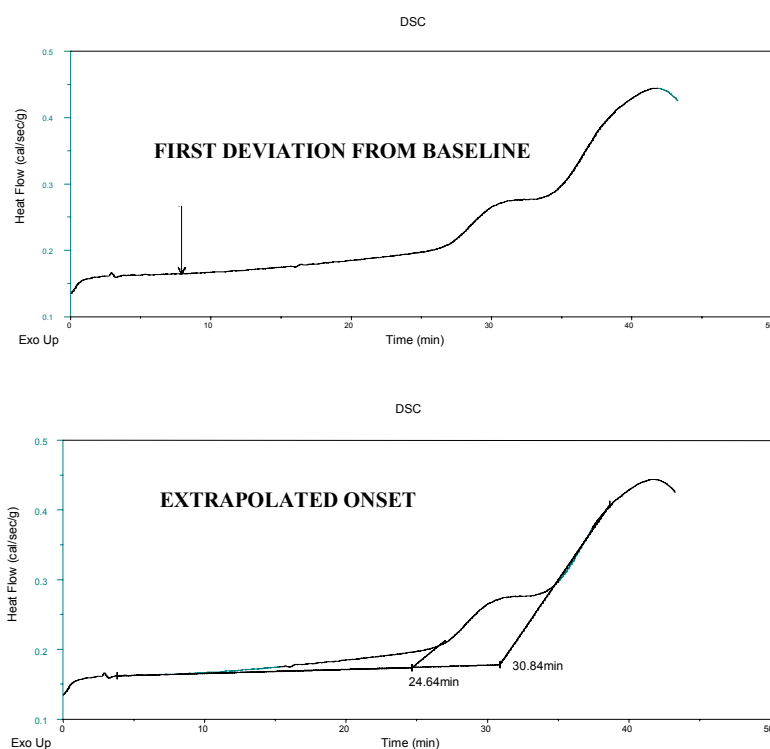 DSC
0.5
0.4
FIRST DEVIATION FROM BASELINE
0.3
Heat Flow (cal/sec/g)
0.2
0.1
0 10 20 30 40 50
Exo Up Time (min)
DSC
0.5
EXTRAPOLATED ONSET
0.4
Heat Flow (cal/sec/g)
0.3
0.2
30.84min
24.64min
0.1
0 10 20 30 40
Exo Up Time (min)